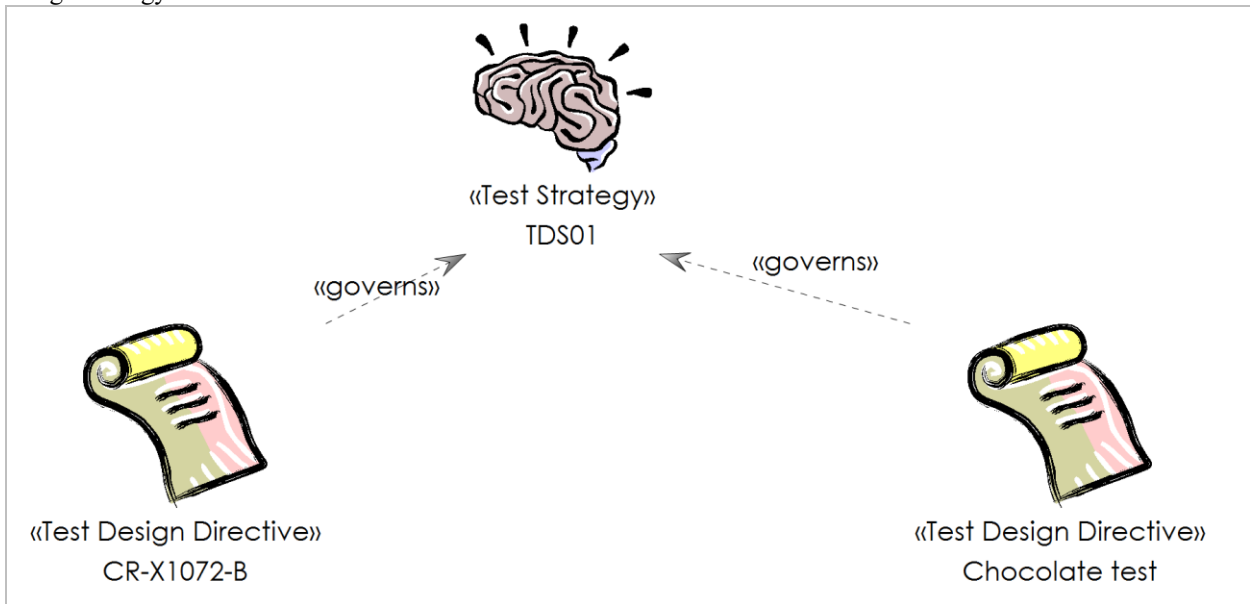 «Test Strategy»
TDS01
«governs»
«governs»
«Test Design Directive»
CR-X1072-B
«Test Design Directive»
Chocolate test